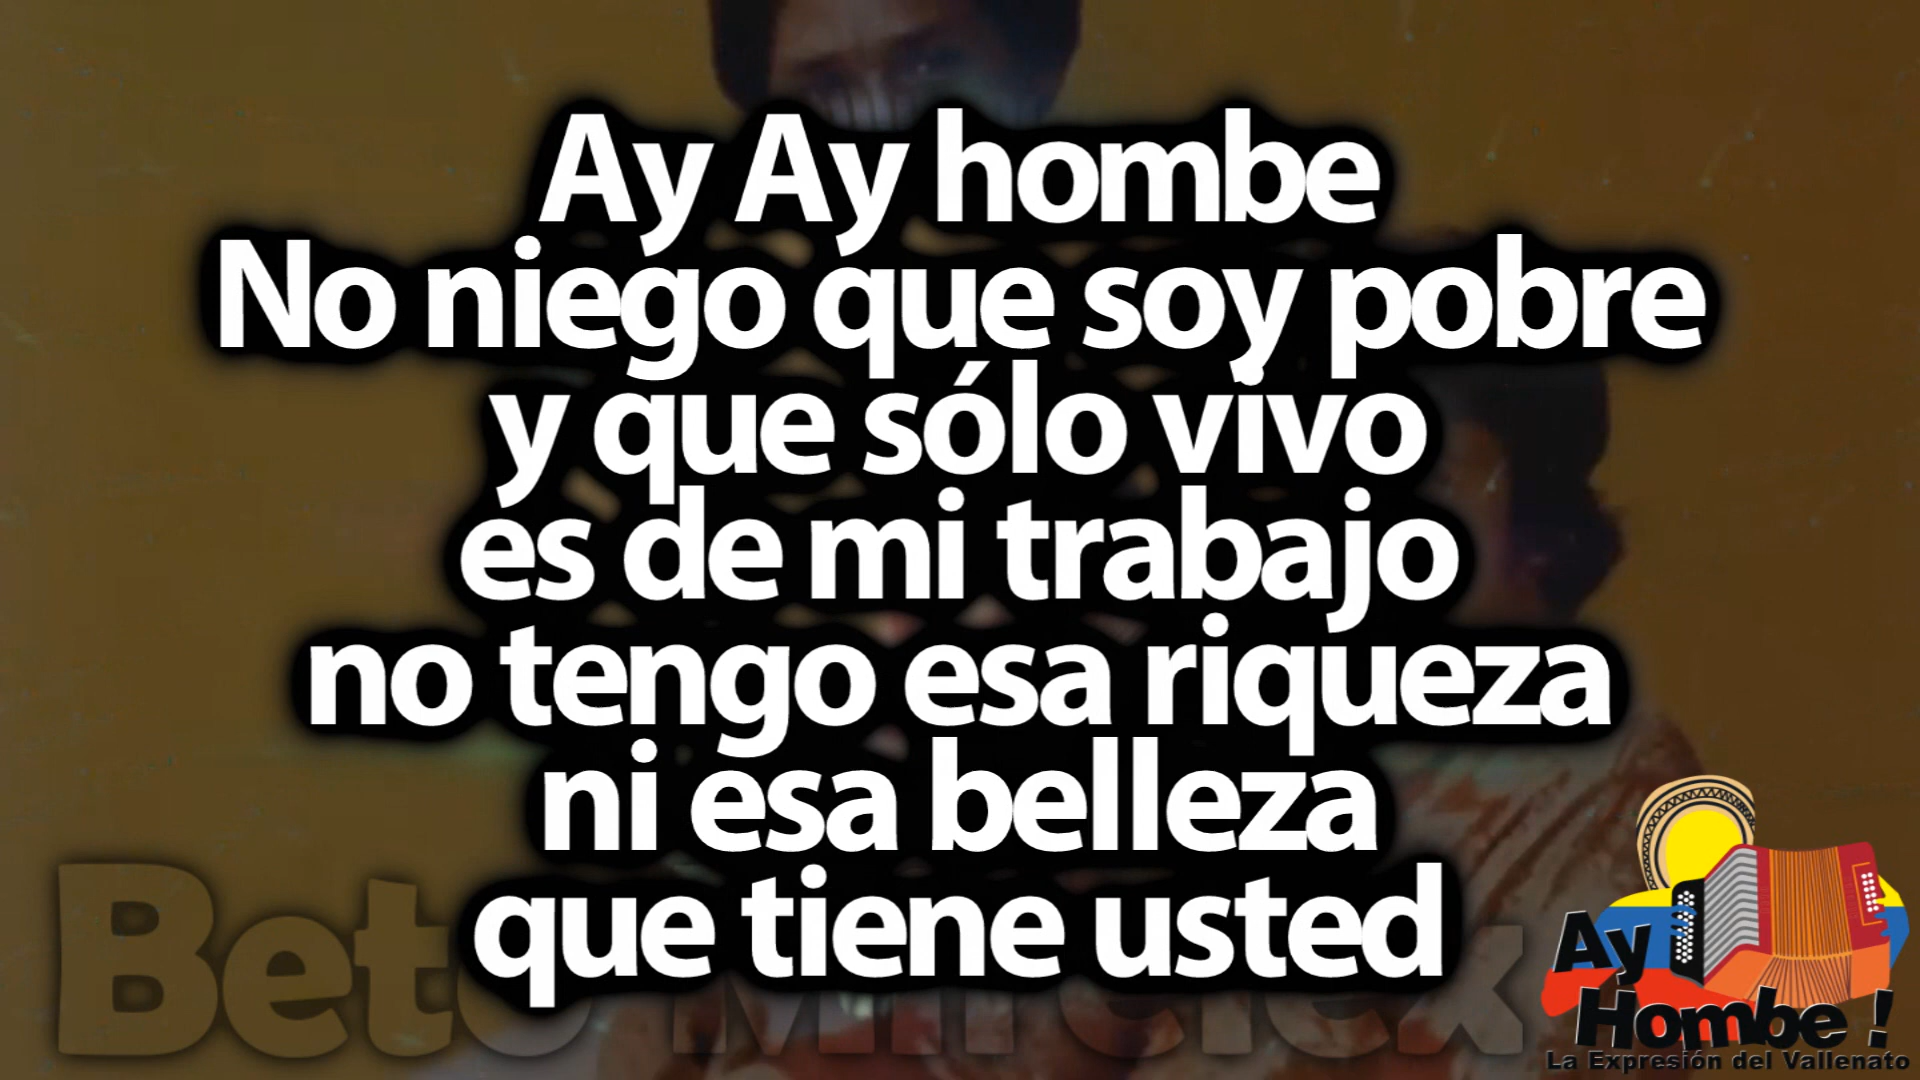 Ay Ay hombe
No niego que soy pobre
y que sólo vivo
es de mi trabajo
no tengo esa riqueza
ni esa belleza
que tiene usted
Ay
Hombe !
La Expresión del Vallenato